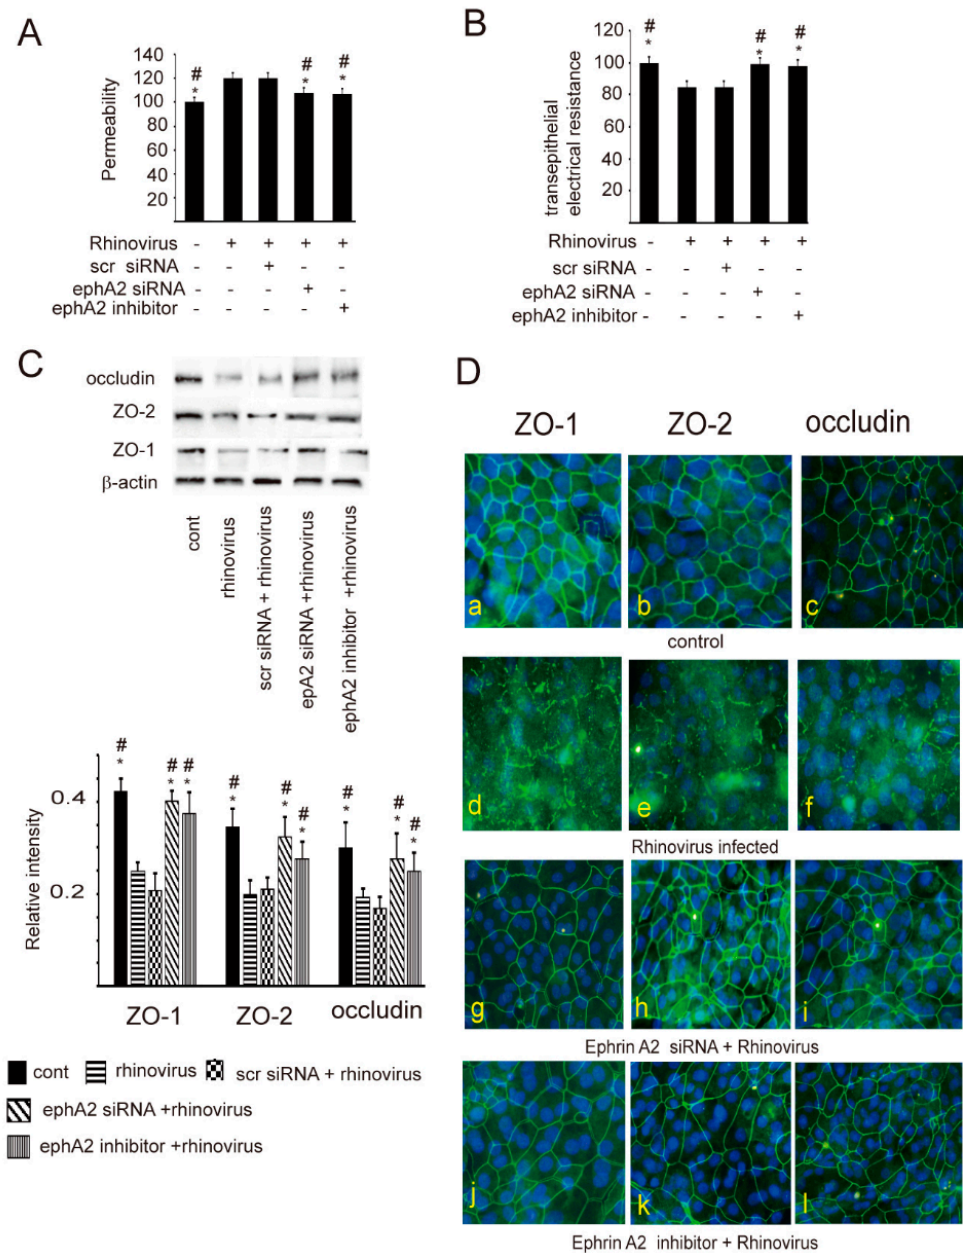 A
Permeability
140
120
100
80
60
40
20
# # #
* * *
Rhinovirus - + + + +
scr siRNA - - + - -
ephA2 siRNA - - - + -
ephA2 inhibitor - - - - +
B
transepithelial
electrical resistance
120
100
80
60
40
20
# # #
* * *
Rhinovirus - + + + +
scr siRNA - - + - -
ephA2 siRNA - - - + -
ephA2 inhibitor - - - - +
C
occludin
ZO-2
ZO-1
β-actin
cont
rhinovirus
scr siRNA + rhinovirus
epA2 siRNA +rhinovirus
ephA2 inhibitor +rhinovirus
Relative intensity
0.4
0.2
# # # # # # # # #
* * * * * * * * *
ZO-1 ZO-2 occludin
cont rhinovirus scr siRNA + rhinovirus
ephA2 siRNA +rhinovirus
ephA2 inhibitor +rhinovirus
D
ZO-1 ZO-2 occludin
a b c
control
d e f
Rhinovirus infected
g h i
Ephrin A2 siRNA + Rhinovirus
j k l
Ephrin A2 inhibitor + Rhinovirus